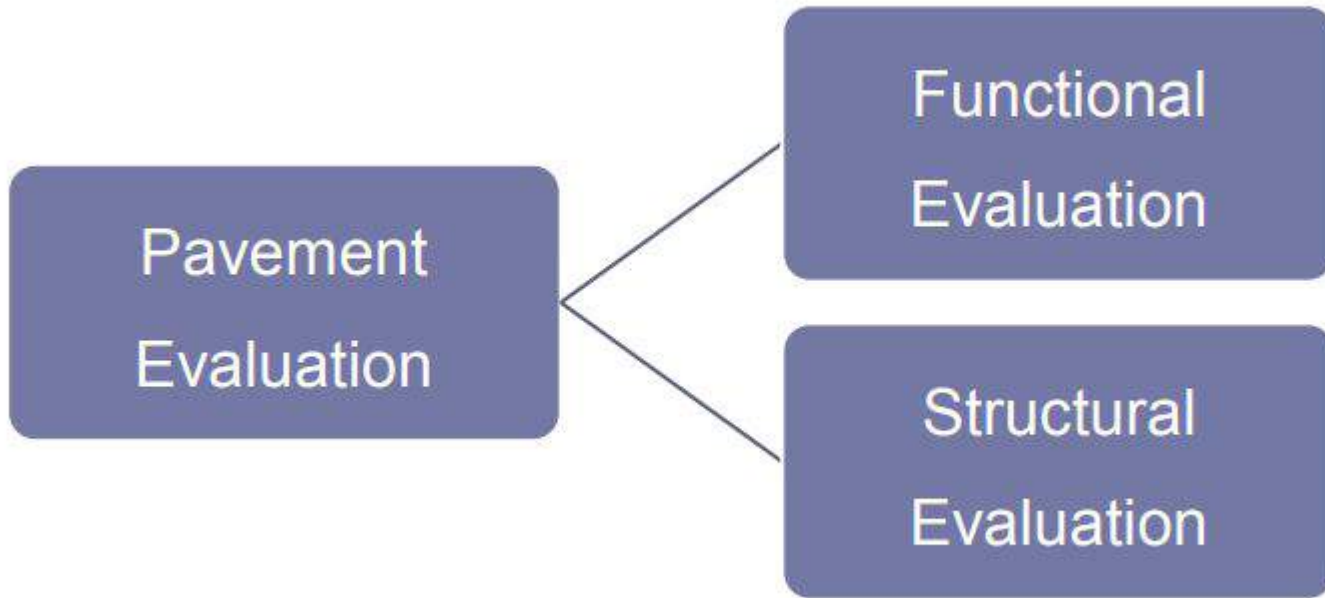 Pavement
Evaluation
Functional
Evaluation
Structural
Evaluation